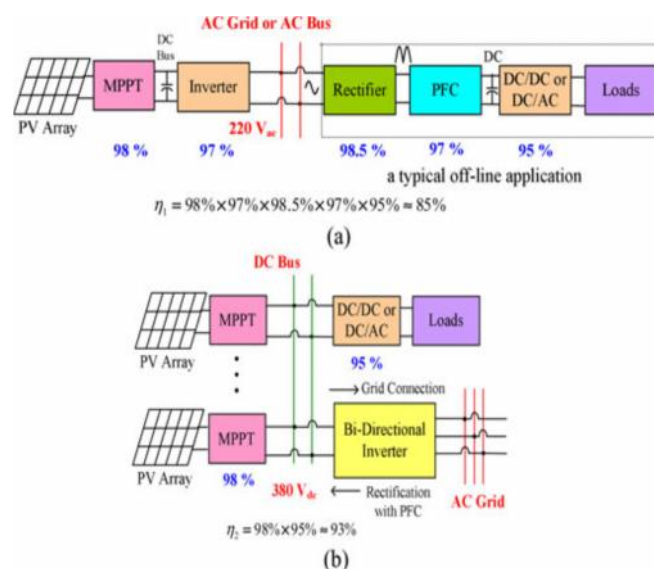 AC Grid or AC Bus
DC
Bus
DC
MPPT
Inverter
Rectifier
PFC
DC/DC or
DC/AC
Loads
PV Array
220 Vac
98 %
97 %
98.5 %
97 %
95 %
a typical off-line application
η₁ = 98%×97%×98.5%×97%×95% ≈ 85%
(a)
DC Bus
MPPT
DC/DC or
DC/AC
Loads
PV Array
95 %
Grid Connection
MPPT
Bi-Directional
Inverter
PV Array
98 %
380 Vdc
Rectification
with PFC
AC Grid
η₂ = 98%×95% ≈ 93%
(b)